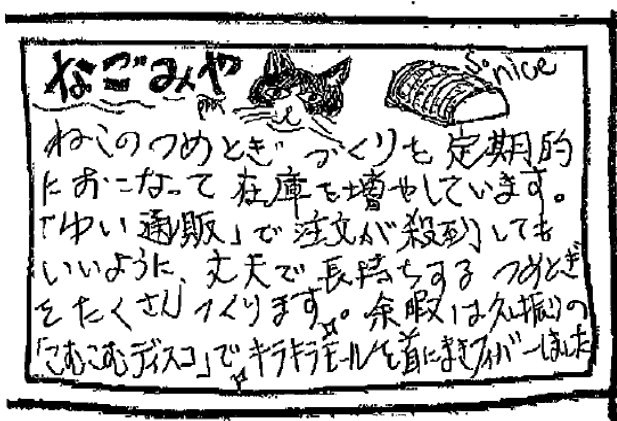 なごみや
so nice
ねこのつめとぎづくりを定期的
におこなって在庫を増やしています。
「ゆい通販」で注文が殺到しても
いいように、丈夫で長持ちするつめとぎ
をたくさんつくります。余暇は久し振りの
「こむこむディスコ」でキラキラモールを首にまきフィバーしました